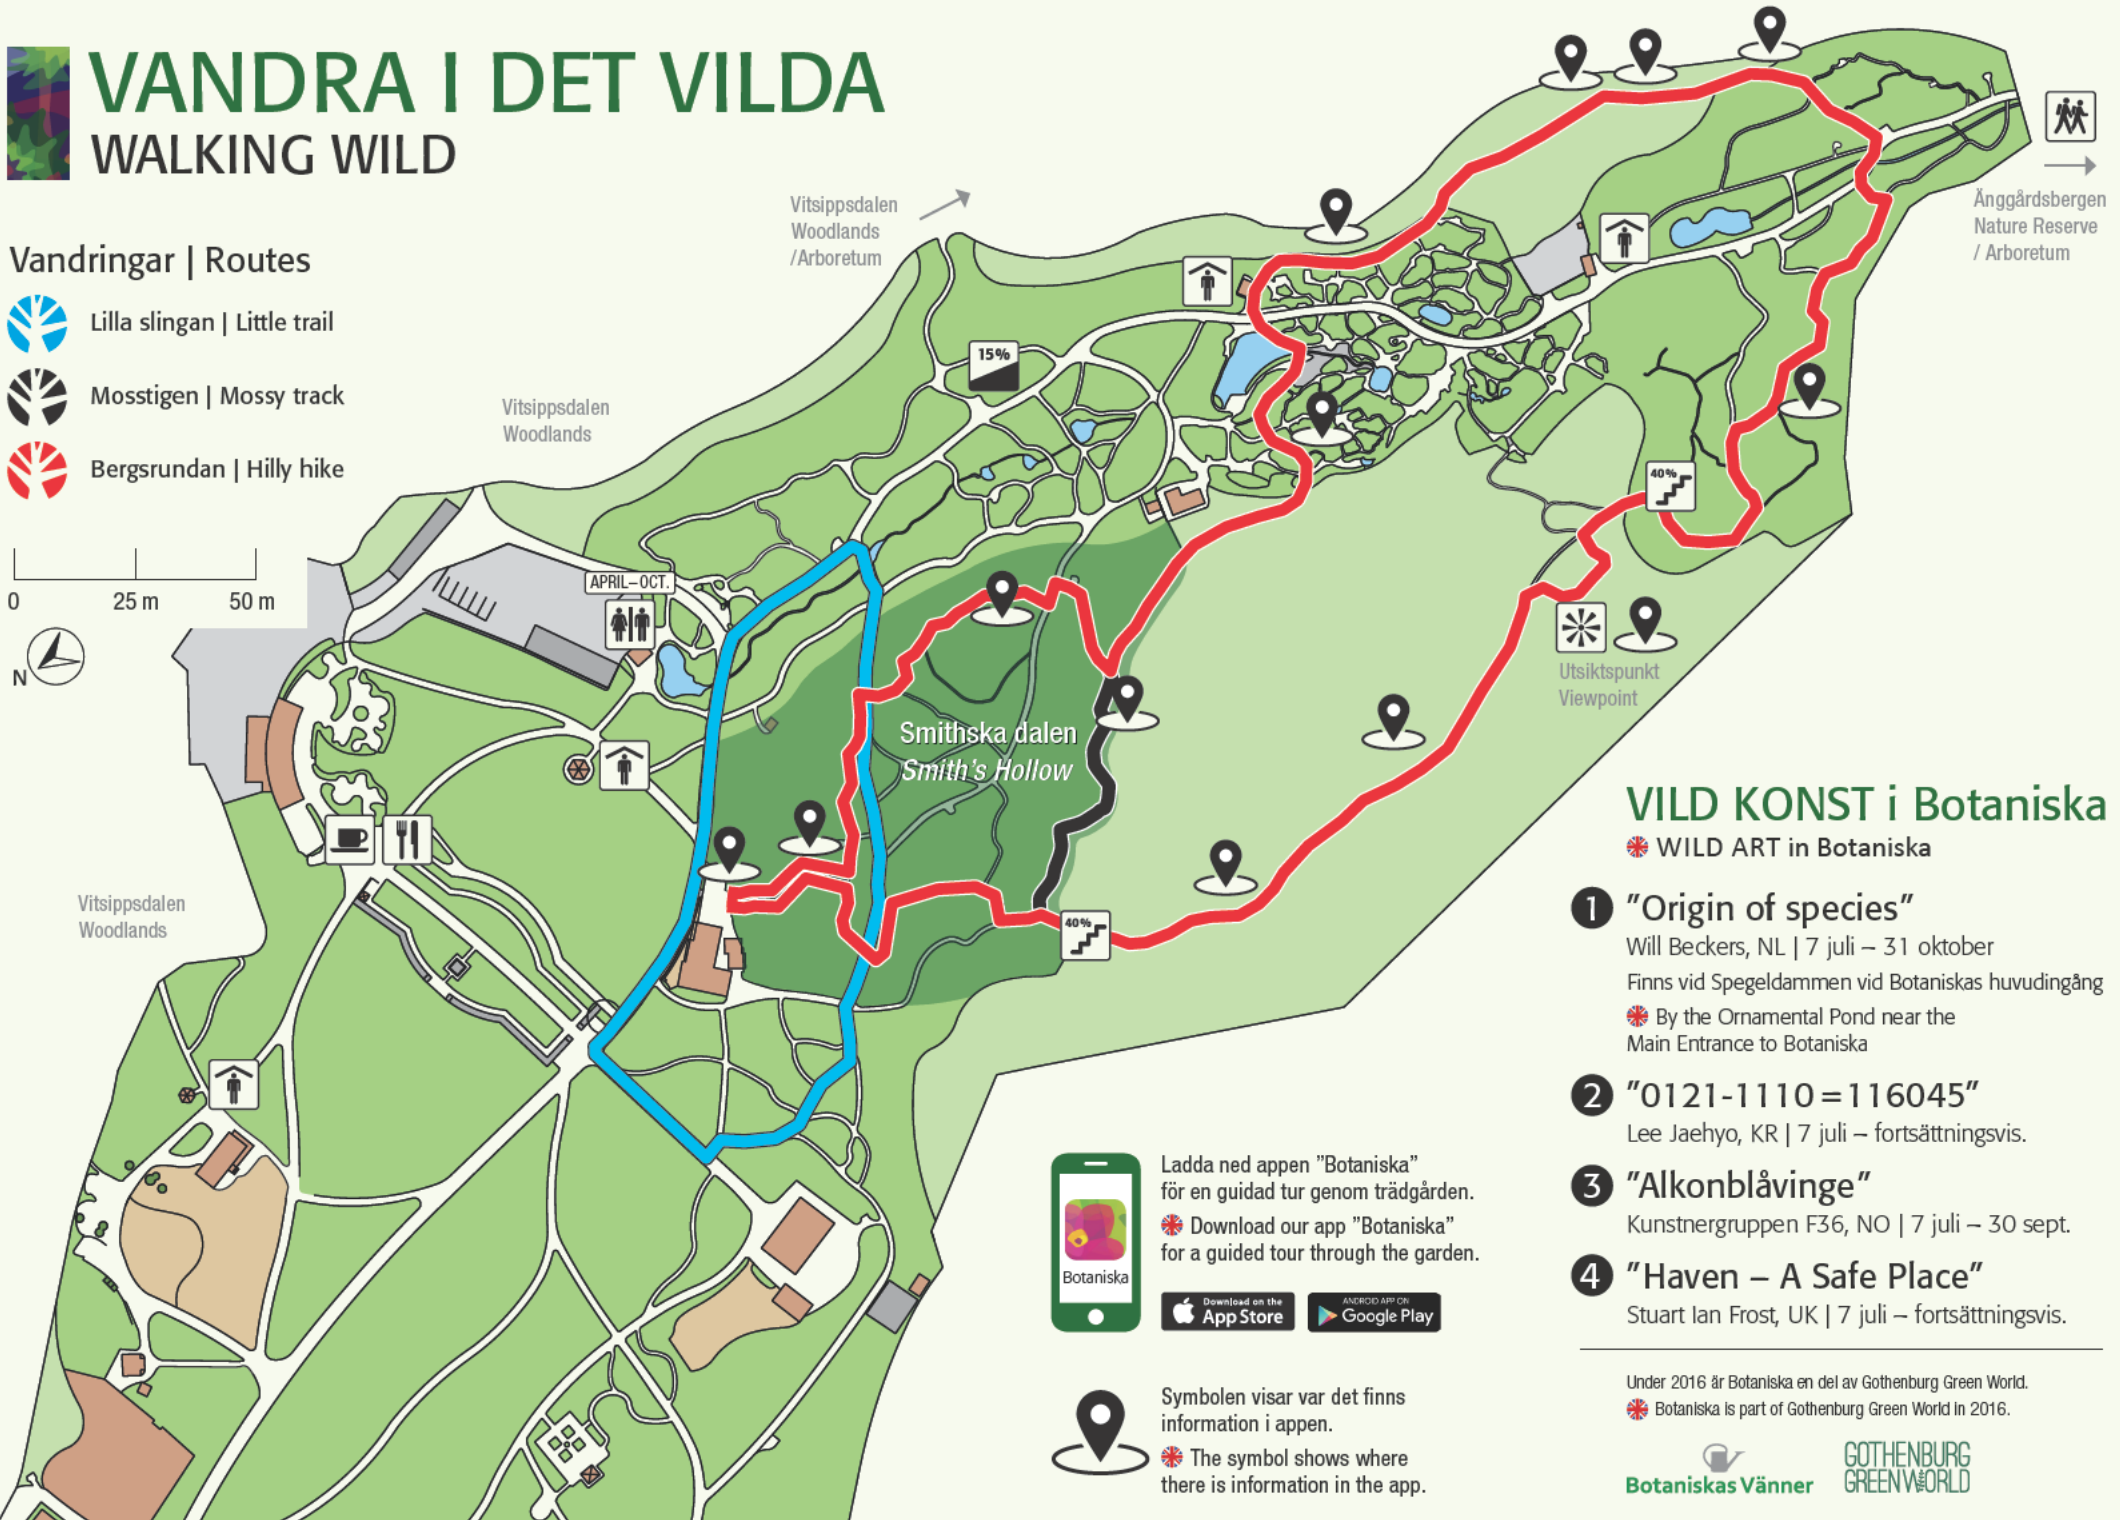 VANDRA I DET VILDA
WALKING WILD
Vandringar | Routes
Lilla slingan | Little trail
Mosstigen | Mossy track
Bergsrundan | Hilly hike
0 25 m 50 m
N
Vitsippsdalen
Woodlands
/Arboretum
Vitsippsdalen
Woodlands
15%
APRIL–OCT.
Änggårdsbergen
Nature Reserve
/ Arboretum
40%
Utsiktspunkt
Viewpoint
Smithska dalen
Smith's Hollow
40%
Vitsippsdalen
Woodlands
VILD KONST i Botaniska
WILD ART in Botaniska
1 "Origin of species"
Will Beckers, NL | 7 juli – 31 oktober
Finns vid Spegeldammen vid Botaniskas huvudingång
By the Ornamental Pond near the
Main Entrance to Botaniska
2 "0121-1110=116045"
Lee Jaehyo, KR | 7 juli – fortsättningsvis.
3 "Alkonblåvinge"
Kunstnergruppen F36, NO | 7 juli – 30 sept.
4 "Haven – A Safe Place"
Stuart Ian Frost, UK | 7 juli – fortsättningsvis.
Under 2016 är Botaniska en del av Gothenburg Green World.
Botaniska is part of Gothenburg Green World in 2016.
Botaniskas Vänner
GOTHENBURG
GREEN WORLD
Botaniska
Ladda ned appen "Botaniska"
för en guidad tur genom trädgården.
Download our app "Botaniska"
for a guided tour through the garden.
Download on the
App Store
ANDROID APP ON
Google Play
Symbolen visar var det finns
information i appen.
The symbol shows where
there is information in the app.